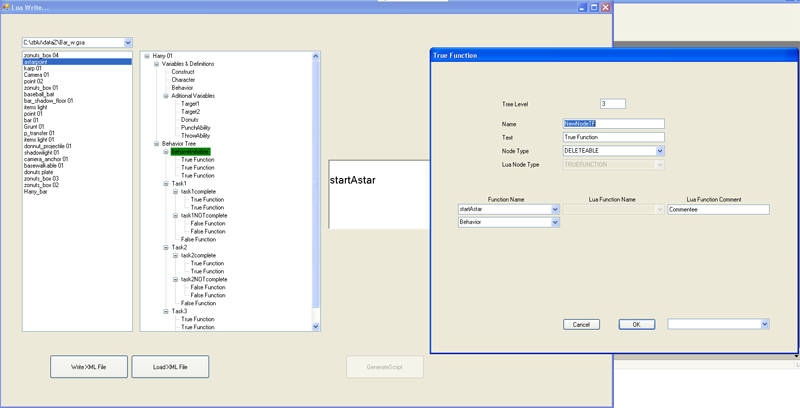 Lua Write...
C:\zbki\dataZ\Bar_w.gsa
zonuts_box 04
astarpoint
karp 01
Camera 01
point 02
zonuts_box 01
baseball_bat
bar_shadow_floor 01
items light
point 01
bar 01
Grunt 01
p_transfer 01
items light 01
donnut_projectile 01
shadowlight 01
camera_anchor 01
basewalkable 01
donuts plate
zonuts_box 03
zonuts_box 02
Harry_bar
Harry 01
Variables & Definitions
Construct
Character
Behavior
Aditional Variables
Target1
Target2
Donuts
PunchAbility
ThrowAbility
Behavior Tree
True Function
True Function
True Function
Task1
task1complete
True Function
True Function
task1NOTcomplete
False Function
False Function
False Function
Task2
task2complete
True Function
True Function
task2NOTcomplete
False Function
False Function
False Function
Task3
True Function
True Function
startAstar
Write XML File
Load XML File
GenerateScript
True Function
Tree Level
3
Name
NewNodeTF
Text
True Function
Node Type
DELETEABLE
Lua Node Type
TRUEFUNCTION
Function Name
Lua Function Name
Lua Function Comment
startAstar
Commentee
Behavior
Cancel
OK